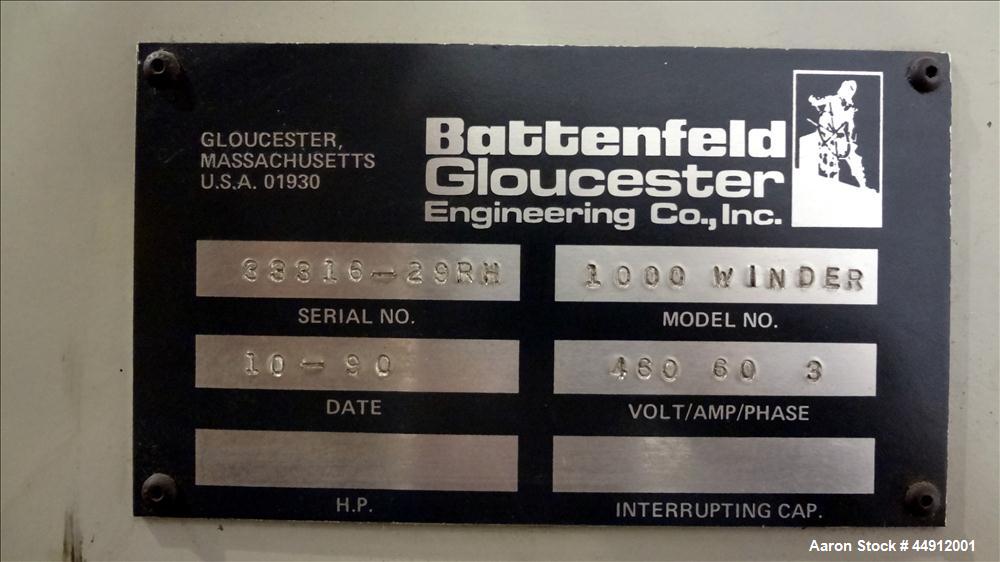 GLOUCESTER,
MASSACHUSETTS
U.S.A. 01930
Battenfeld
Gloucester
Engineering Co., Inc.
33316-29RH
SERIAL NO.
1000 WINDER
MODEL NO.
10-90
DATE
460 60 3
VOLT/AMP/PHASE
H.P.
INTERRUPTING CAP.
Aaron Stock # 44912001